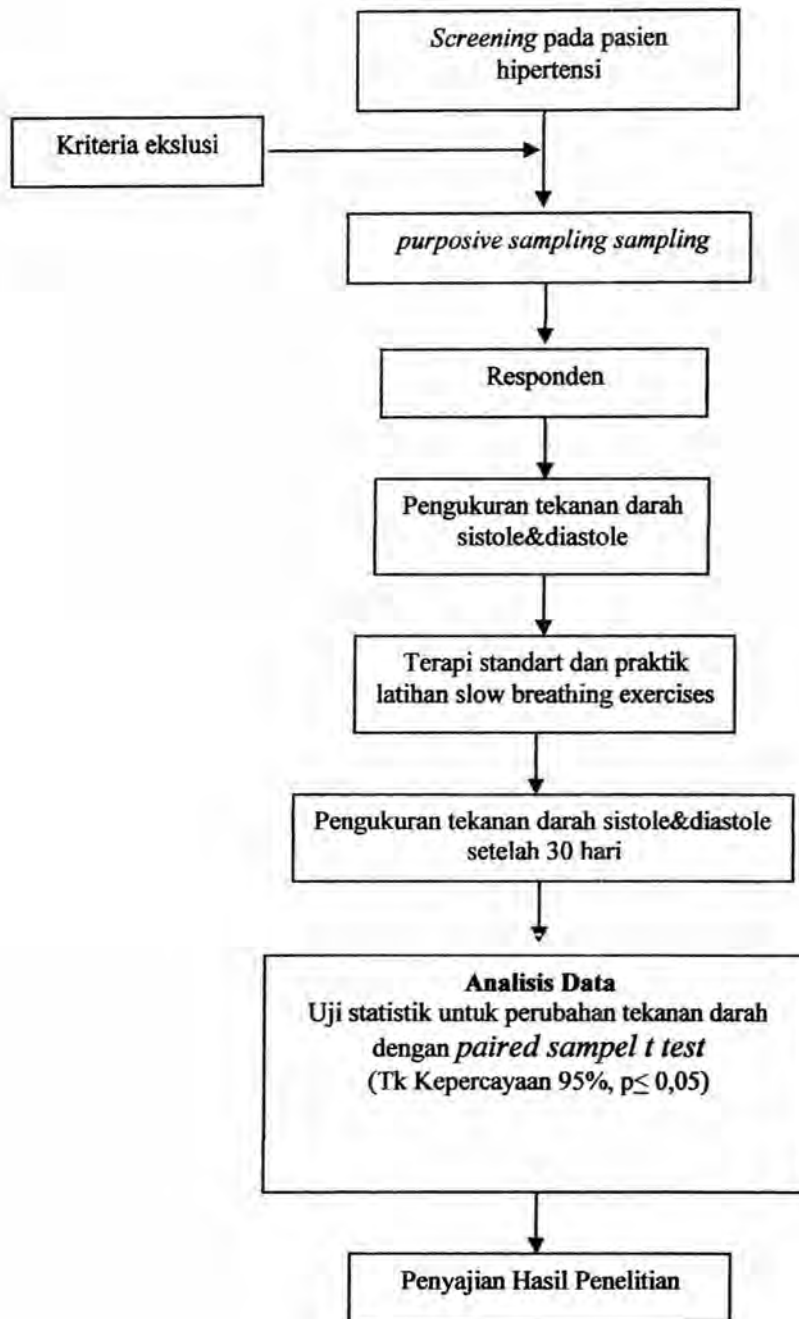 Screening pada pasien
hipertensi
Kriteria ekslusi
purposive sampling sampling
Responden
Pengukuran tekanan darah
sistole&diastole
Terapi standart dan praktik
latihan slow breathing exercises
Pengukuran tekanan darah sistole&diastole
setelah 30 hari
Analisis Data
Uji statistik untuk perubahan tekanan darah
dengan paired sampel t test
(Tk Kepercayaan 95%, p≤ 0,05)
Penyajian Hasil Penelitian